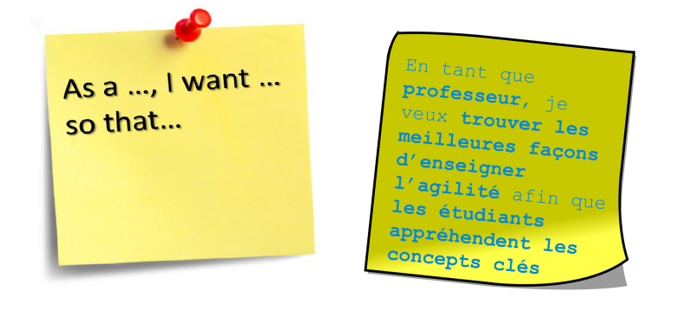 As a ..., I want ...
so that...
En tant que
professeur, je
veux trouver les
meilleures façons
d'enseigner
l'agilité afin que
les étudiants
appréhendent les
concepts clés